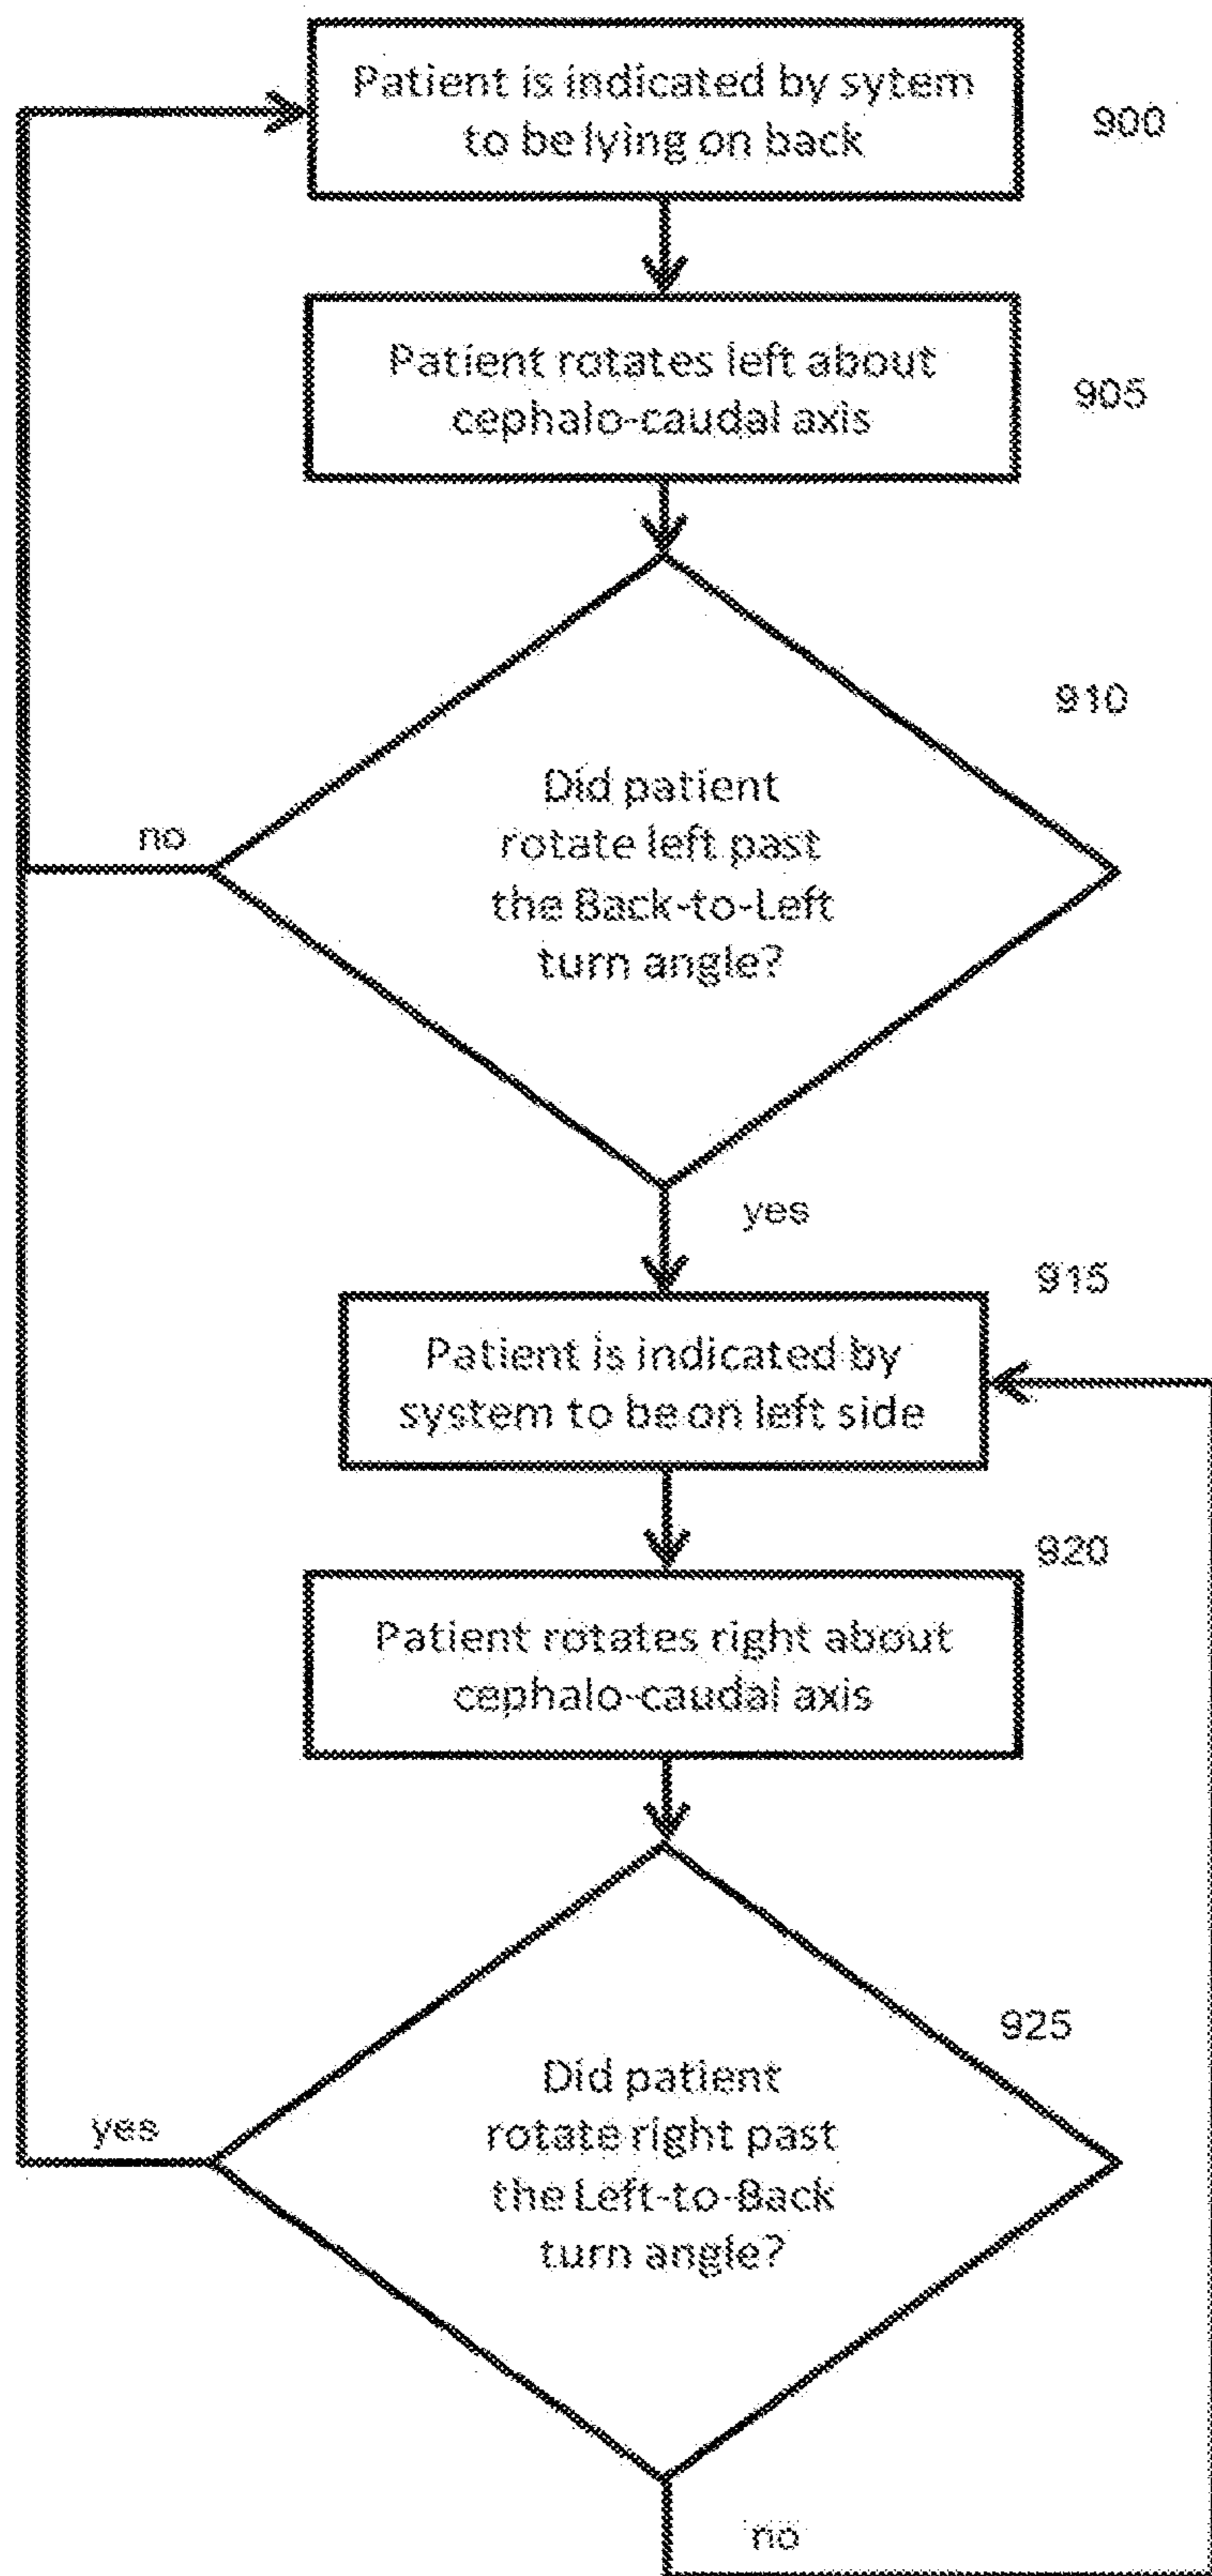 Patient is indicated by sytem
to be lying on back
900
Patient rotates left about
cephalo-caudal axis
905
910
Did patient
rotate left past
the Back-to-Left
turn angle?
no
yes
915
Patient is indicated by
system to be on left side
920
Patient rotates right about
cephalo-caudal axis
925
Did patient
rotate right past
the Left-to-Back
turn angle?
yes
no